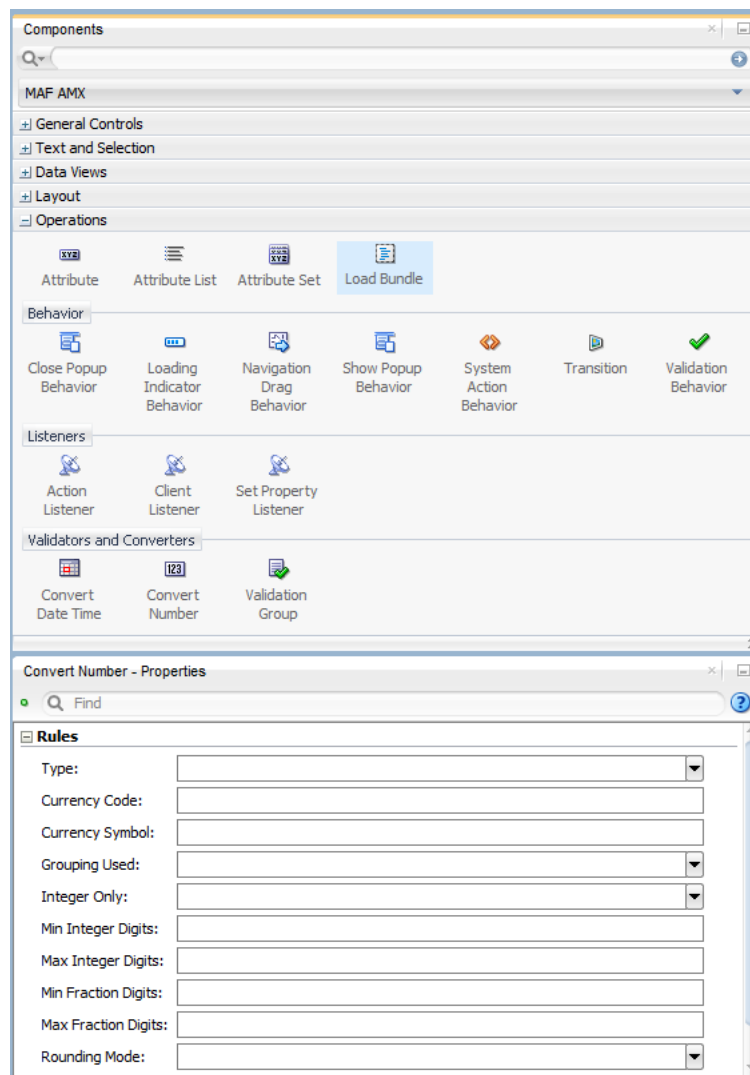 Components
MAF AMX
General Controls
Text and Selection
Data Views
Layout
Operations
XYZ
XYZ
Attribute Attribute List Attribute Set Load Bundle
Behavior
Close Popup Loading Navigation Show Popup System Transition Validation
Behavior Indicator Drag Behavior Action Behavior
Behavior Behavior Behavior
Listeners
Action Client Set Property
Listener Listener Listener
Validators and Converters
123
Convert Convert Validation
Date Time Number Group
Convert Number - Properties
Find
Rules
Type:
Currency Code:
Currency Symbol:
Grouping Used:
Integer Only:
Min Integer Digits:
Max Integer Digits:
Min Fraction Digits:
Max Fraction Digits:
Rounding Mode: